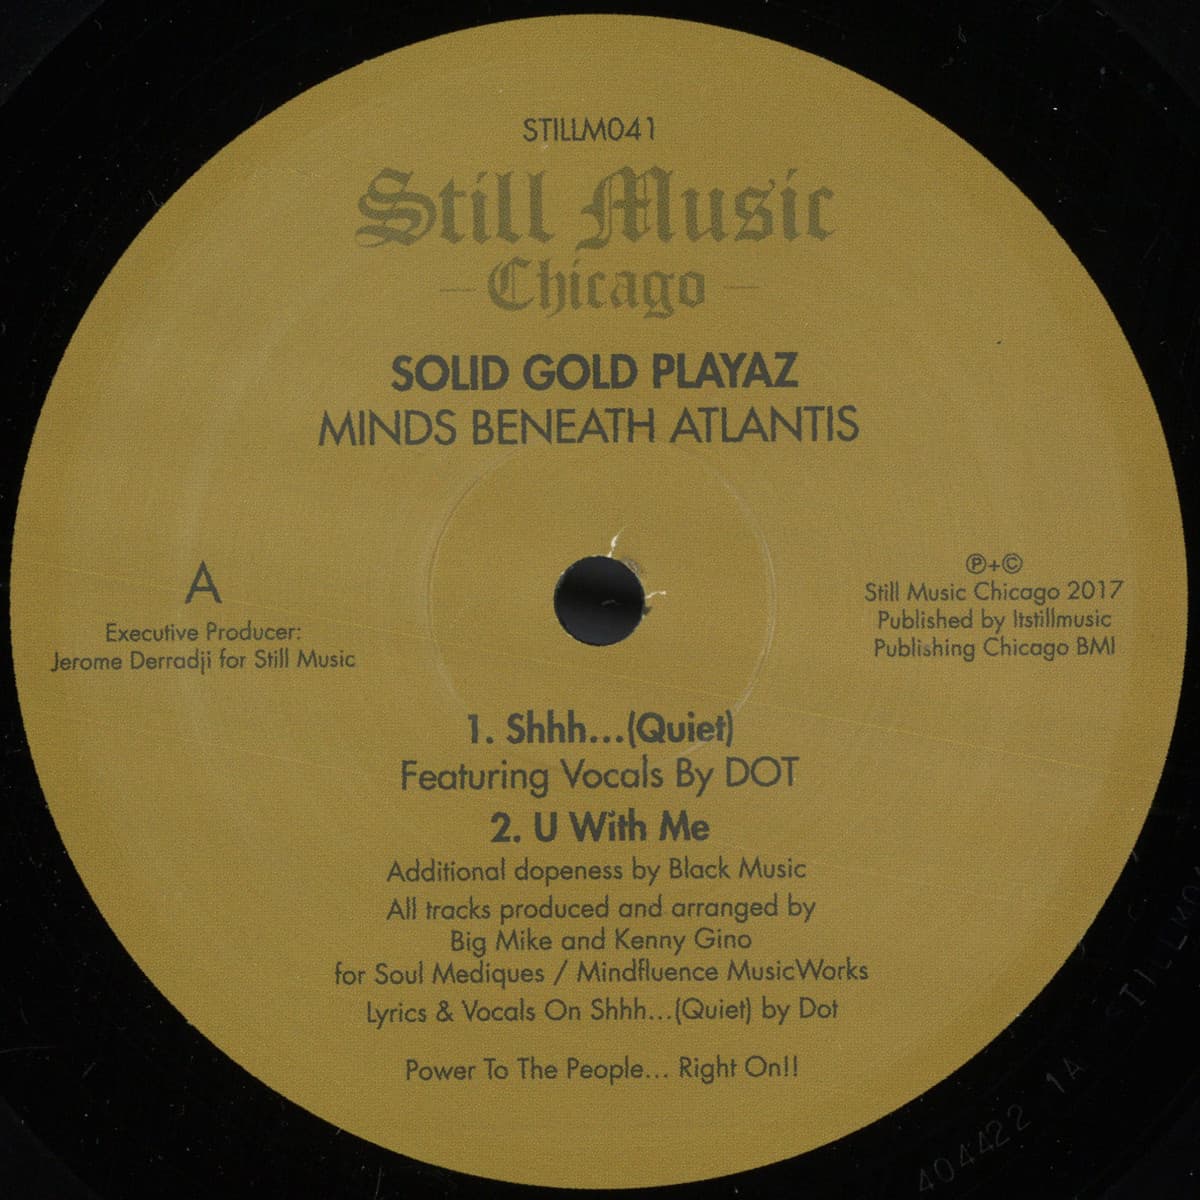 STILLM041
Still Music
- Chicago -
SOLID GOLD PLAYAZ
MINDS BENEATH ATLANTIS
A
Executive Producer:
Jerome Derradji for Still Music
℗+©
Still Music Chicago 2017
Published by Itstillmusic
Publishing Chicago BMI
1. Shhh...(Quiet)
Featuring Vocals By DOT
2. U With Me
Additional dopeness by Black Music
All tracks produced and arranged by
Big Mike and Kenny Gino
for Soul Mediques / Mindfluence MusicWorks
Lyrics & Vocals On Shhh...(Quiet) by Dot
Power To The People... Right On!!
404422 1A